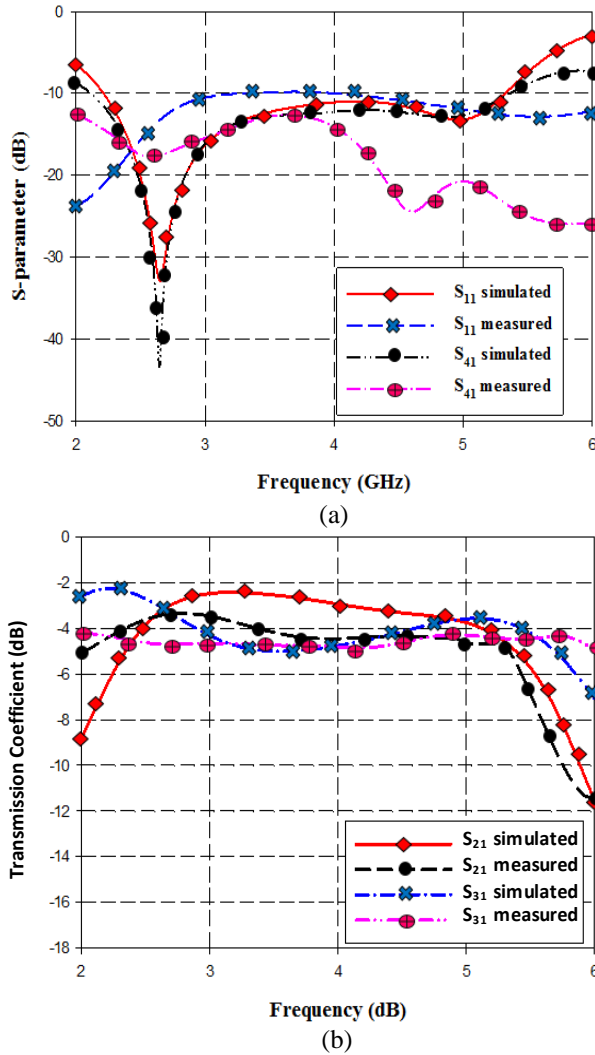 0
-10
-20
-30
-40
-50
S-parameter (dB)
S₁₁ simulated
S₁₁ measured
S₄₁ simulated
S₄₁ measured
2 3 4 5 6
Frequency (GHz)
(a)
0
-2
-4
-6
-8
-10
-12
-14
-16
-18
Transmission Coefficient (dB)
S₂₁ simulated
S₂₁ measured
S₃₁ simulated
S₃₁ measured
2 3 4 5 6
Frequency (dB)
(b)